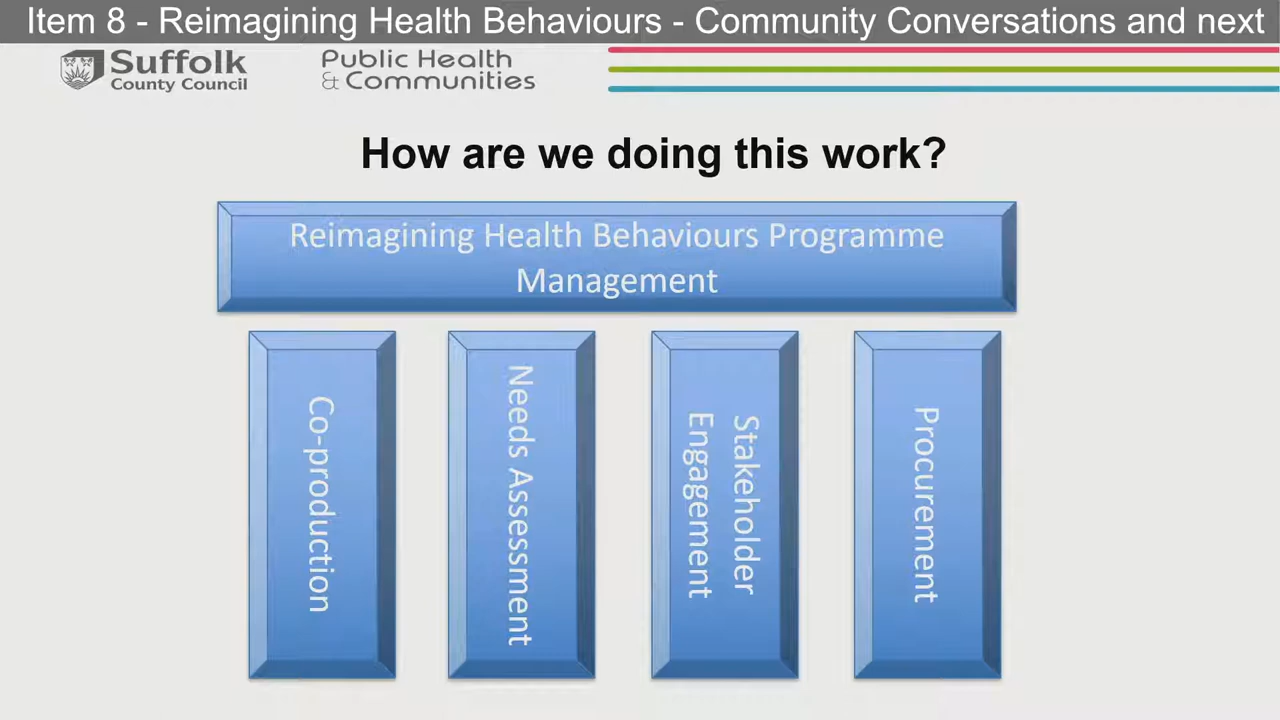 Item 8 - Reimagining Health Behaviours - Community Conversations and next
Suffolk
County Council
Public Health
& Communities
How are we doing this work?
Reimagining Health Behaviours Programme
Management
Co-production
Needs Assessment
Stakeholder
Engagement
Procurement